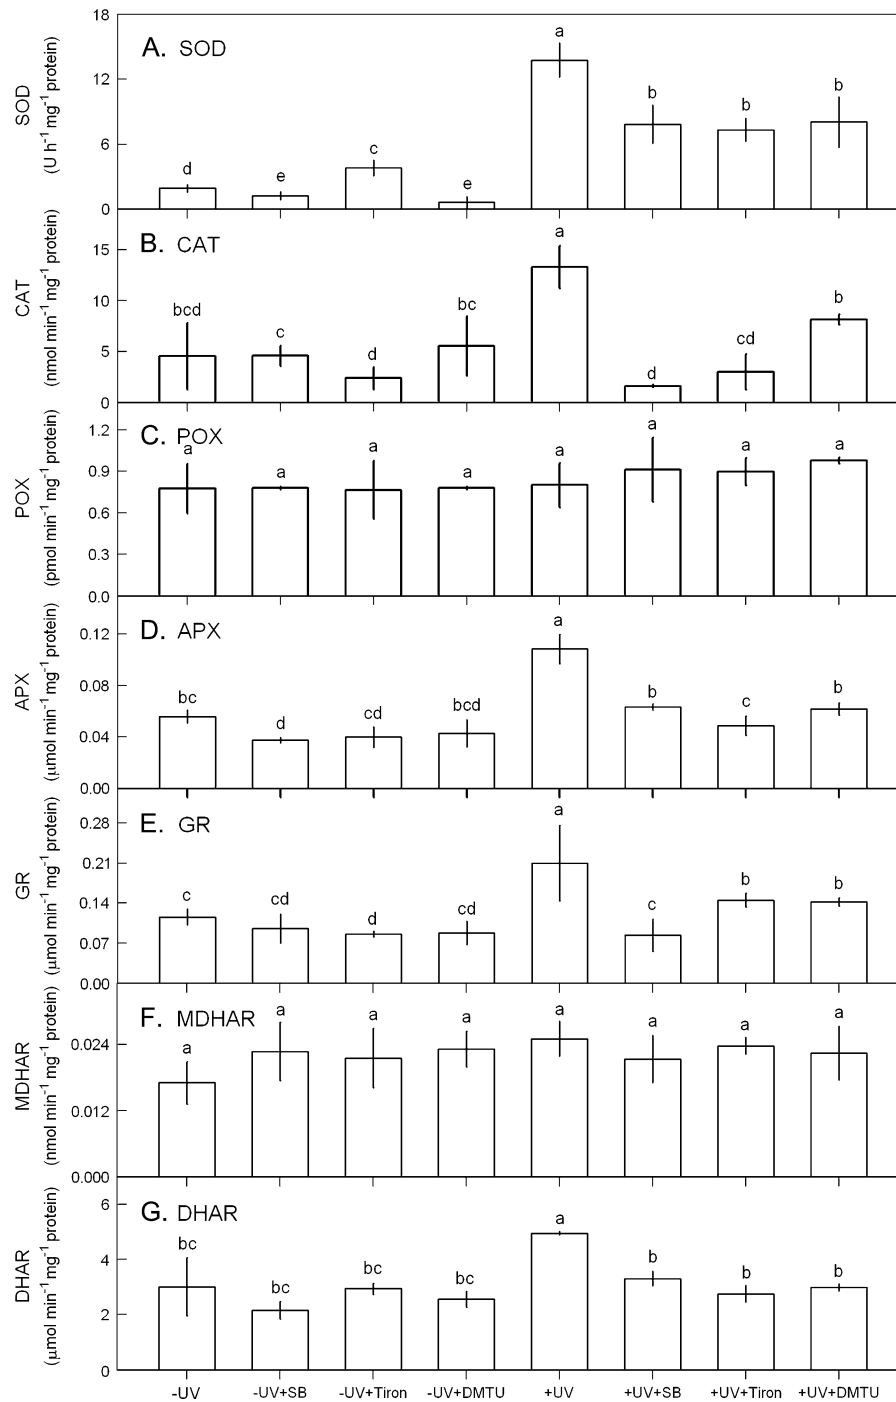 A. SOD
SOD
(U h-1 mg-1 protein)
18
12
6
0
d
e
c
e
a
b
b
b
B. CAT
CAT
(nmol min-1 mg-1 protein)
15
10
5
0
bcd
c
d
bc
a
d
cd
b
C. POX
POX
(pmol min-1 mg-1 protein)
1.2
0.9
0.6
0.3
0.0
a
a
a
a
a
a
a
a
D. APX
APX
(μmol min-1 mg-1 protein)
0.12
0.08
0.04
0.00
bc
d
cd
bcd
a
b
c
b
E. GR
GR
(μmol min-1 mg-1 protein)
0.28
0.21
0.14
0.07
0.00
c
cd
d
cd
a
c
b
b
F. MDHAR
MDHAR
(nmol min-1 mg-1 protein)
0.024
0.012
0.000
a
a
a
a
a
a
a
a
G. DHAR
DHAR
(μmol min-1 mg-1 protein)
6
4
2
0
bc
bc
bc
bc
a
b
b
b
-UV -UV+SB -UV+Tiron -UV+DMTU +UV +UV+SB +UV+Tiron +UV+DMTU